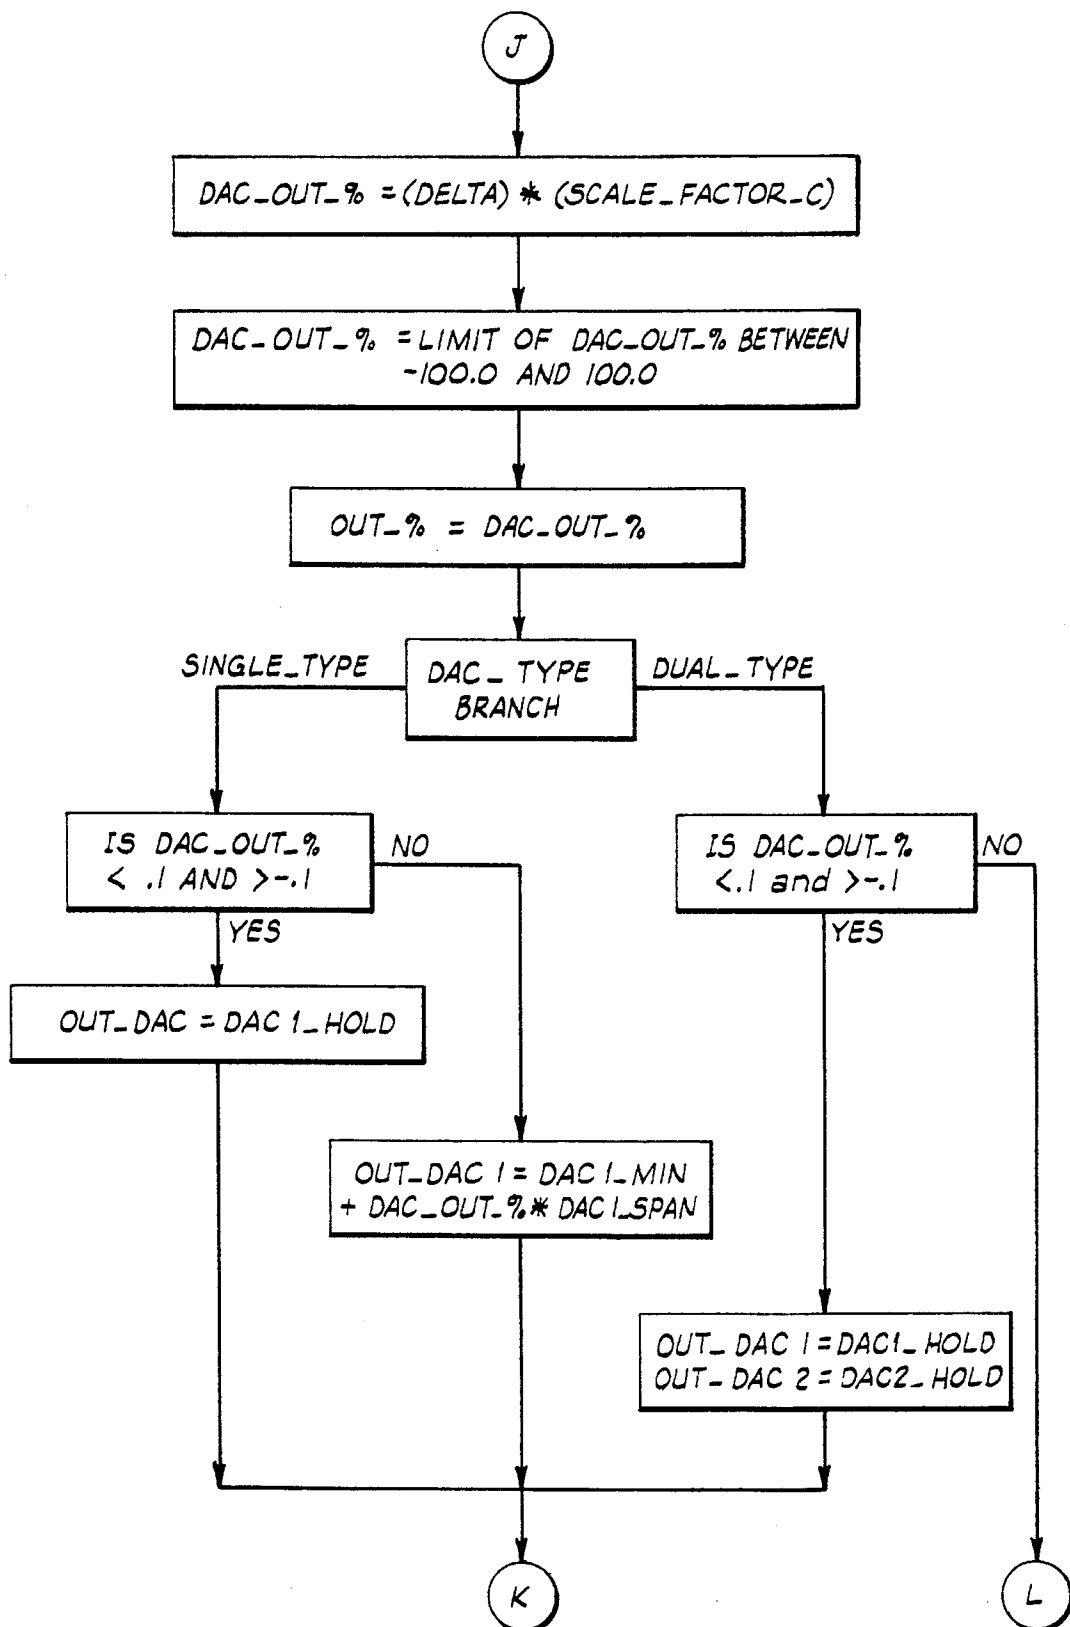 J
DAC_OUT_% = (DELTA) * (SCALE_FACTOR_C)
DAC_OUT_% = LIMIT OF DAC_OUT_% BETWEEN
-100.0 AND 100.0
OUT_% = DAC_OUT_%
SINGLE_TYPE
DAC_TYPE
BRANCH
DUAL_TYPE
IS DAC_OUT_%
< .1 AND >-.1
NO
YES
IS DAC_OUT_%
<.1 and >-.1
NO
YES
OUT_DAC = DAC 1_HOLD
OUT_DAC 1 = DAC 1_MIN
+ DAC_OUT_% * DAC1_SPAN
OUT_DAC 1 = DAC1_HOLD
OUT_DAC 2 = DAC2_HOLD
K
L